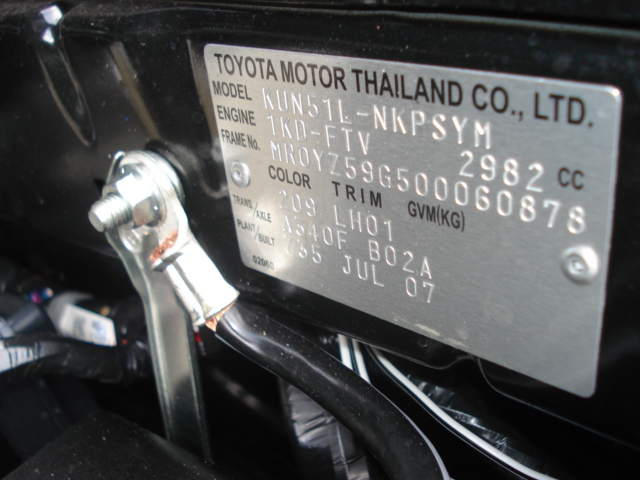 TOYOTA MOTOR THAILAND CO., LTD.
MODEL KUN51L-NKPSYM
ENGINE 1KD-FTV 2982 CC
FRAME No. MR0YZ59G500060878
COLOR TRIM GVM(KG)
209 LH01
TRANS/AXLE A340F B02A
PLANT/BUILT JUL 07
02060